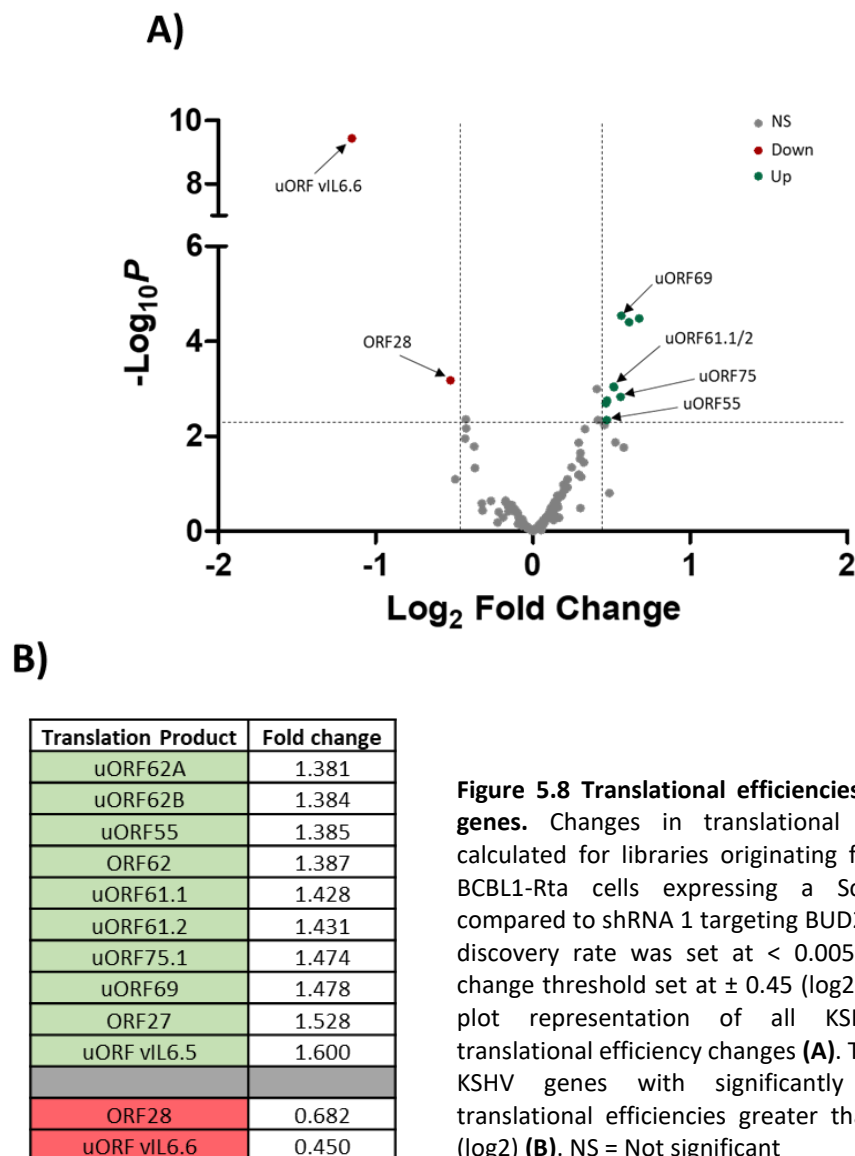 A)
10
8
6
4
2
0
-Log10P
-2
-1
0
1
2
Log2 Fold Change
NS
Down
Up
uORF vIL6.6
ORF28
uORF69
uORF61.1/2
uORF75
uORF55
B)
Translation Product Fold change
uORF62A 1.381
uORF62B 1.384
uORF55 1.385
ORF62 1.387
uORF61.1 1.428
uORF61.2 1.431
uORF75.1 1.474
uORF69 1.478
ORF27 1.528
uORF vIL6.5 1.600
ORF28 0.682
uORF vIL6.6 0.450
Figure 5.8 Translational efficiencies
genes. Changes in translational
calculated for libraries originating
BCBL1-Rta cells expressing a
compared to shRNA 1 targeting
discovery rate was set at < 0.005
change threshold set at ± 0.45 (log2
plot representation of all
translational efficiency changes (A).
KSHV genes with significantly
translational efficiencies greater
(log2) (B). NS = Not significant